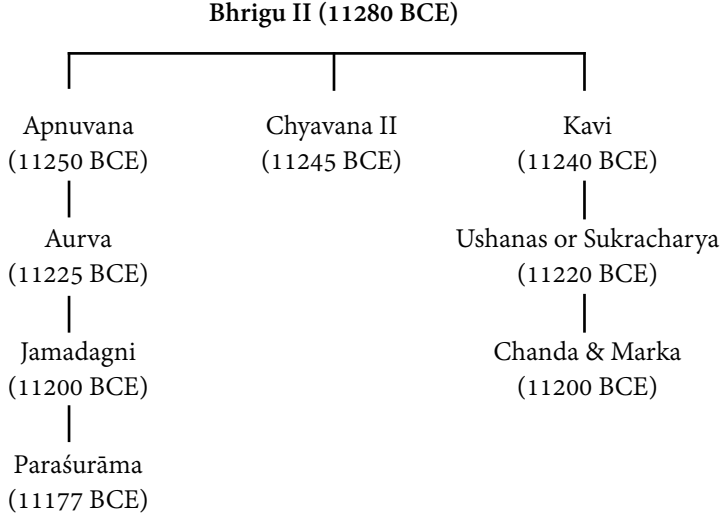 Bhrigu II (11280 BCE)
Apnuvana
(11250 BCE)
Chyavana II
(11245 BCE)
Kavi
(11240 BCE)
Aurva
(11225 BCE)
Ushanas or Sukracharya
(11220 BCE)
Jamadagni
(11200 BCE)
Chanda & Marka
(11200 BCE)
Paraśurāma
(11177 BCE)